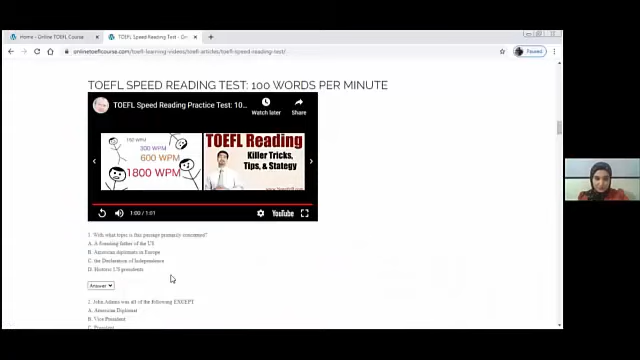 Home - Online TOEFL Course
TOEFL Speed Reading Test
onlinetoeflcourse.com/toefl-learning-videos/toefl-articles/toefl-speed-reading-test/
Paused
TOEFL SPEED READING TEST: 100 WORDS PER MINUTE
TOEFL Speed Reading Practice Test: 10...
Watch later
Share
300 WPM
600 WPM
1800 WPM
TOEFL Reading
Killer Tricks,
Tips, & Stategy
1:00 / 1:01
YouTube
1. With what topic is this passage primarily concerned?
A. A founding father of the US
B. American diplomats in Europe
C. the Declaration of Independence
D. Historic US presidents
Answer
2. John Adams was all of the following EXCEPT
A. American Diplomat
B. Vice President
C. President